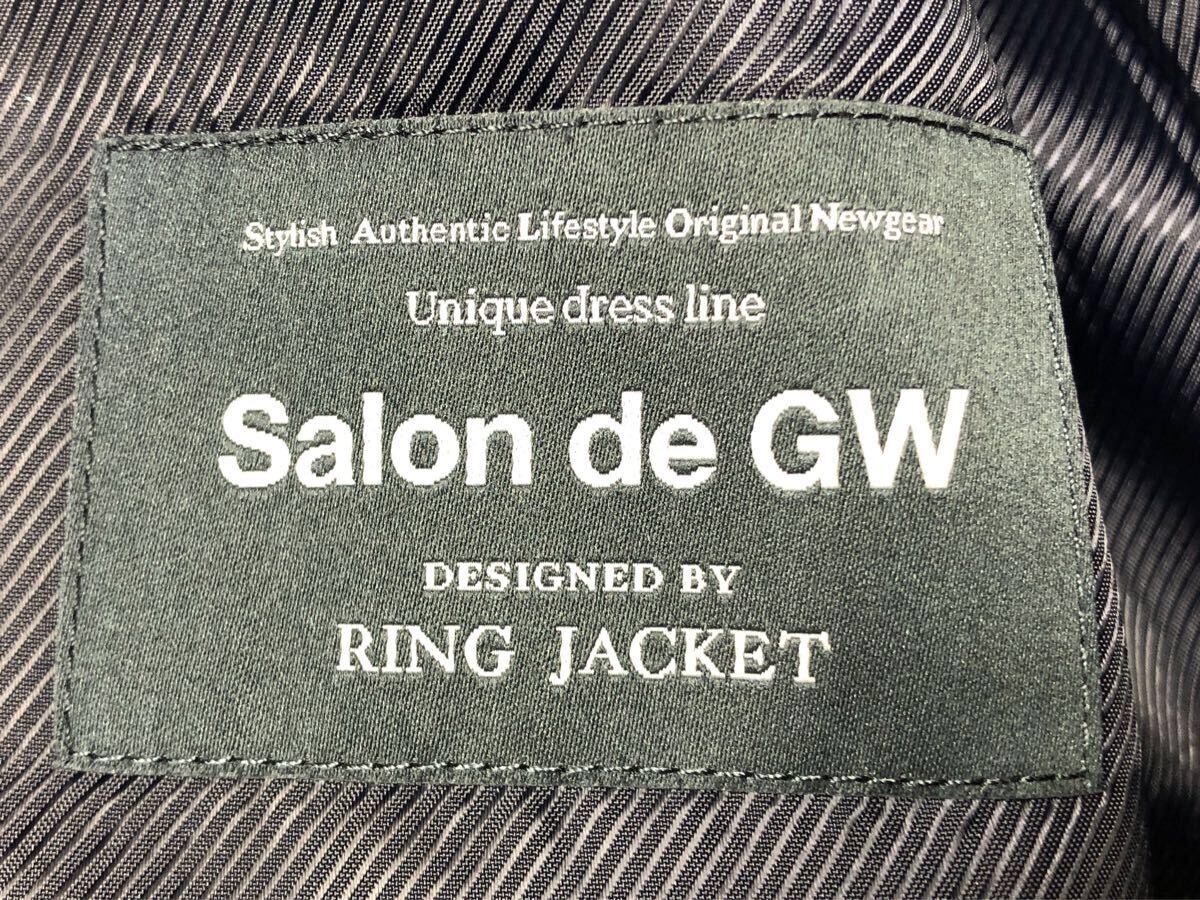 Stylish Authentic Lifestyle Original Newgear
Unique dress line
Salon de GW
DESIGNED BY
RING JACKET